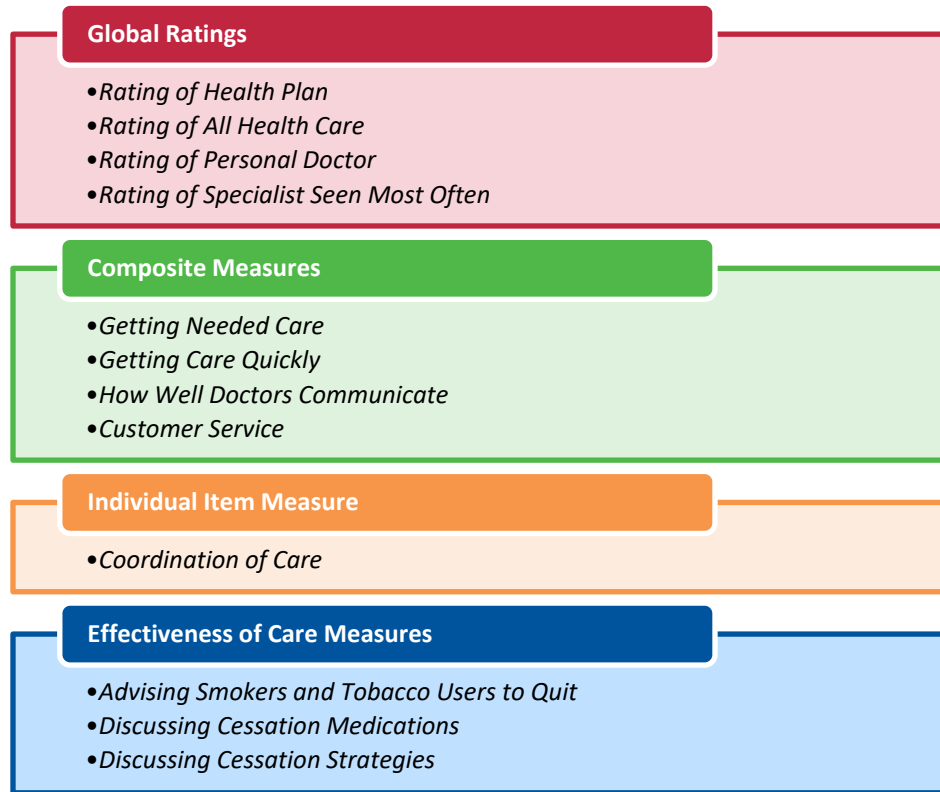 Global Ratings
•Rating of Health Plan
•Rating of All Health Care
•Rating of Personal Doctor
•Rating of Specialist Seen Most Often
Composite Measures
•Getting Needed Care
•Getting Care Quickly
•How Well Doctors Communicate
•Customer Service
Individual Item Measure
•Coordination of Care
Effectiveness of Care Measures
•Advising Smokers and Tobacco Users to Quit
•Discussing Cessation Medications
•Discussing Cessation Strategies